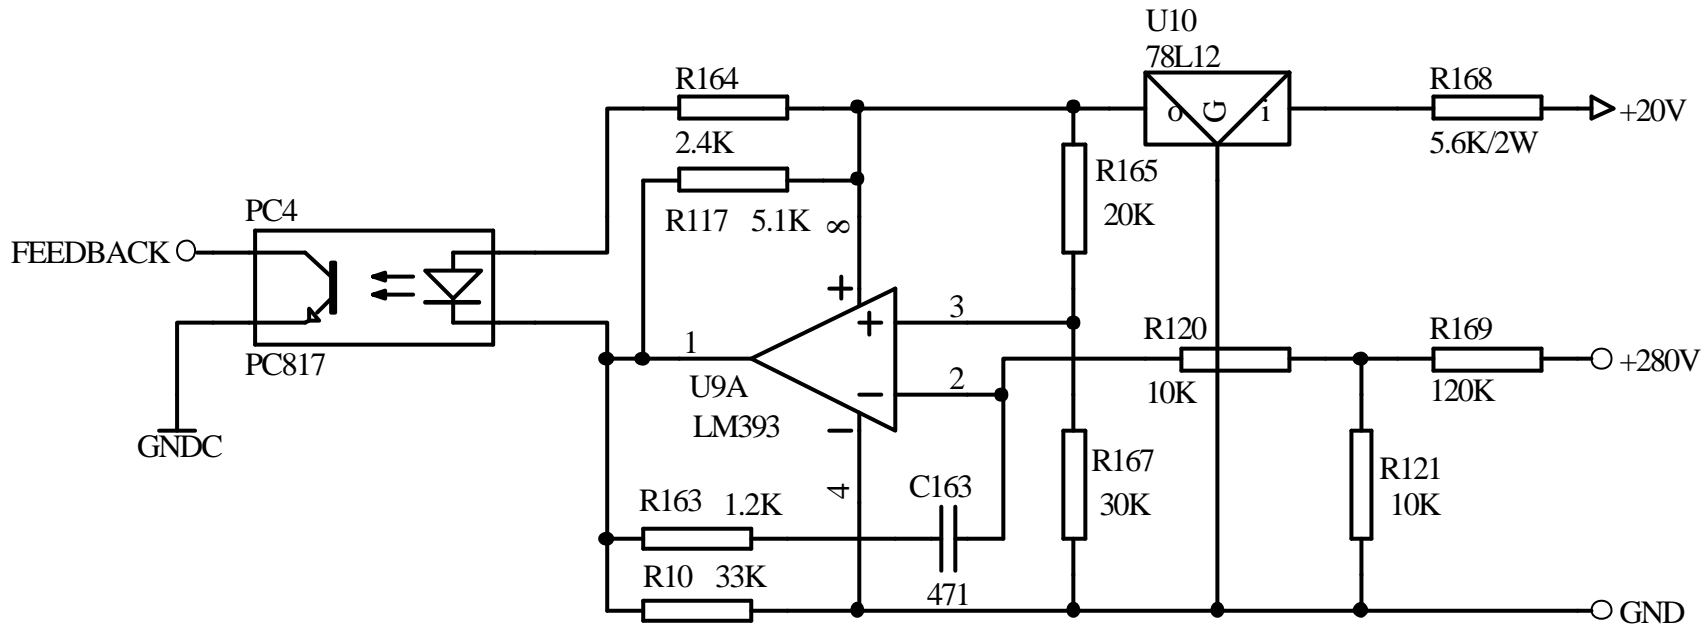 U10
78L12
R164
2.4K
o G i
R168
5.6K/2W
+20V
R165
20K
R117 5.1K
8
PC4
FEEDBACK
PC817
GNDC
+
+
3
1
U9A
LM393
−
2
−
4
R120
10K
R169
120K
+280V
R167
30K
R121
10K
C163
471
R163 1.2K
R10 33K
GND